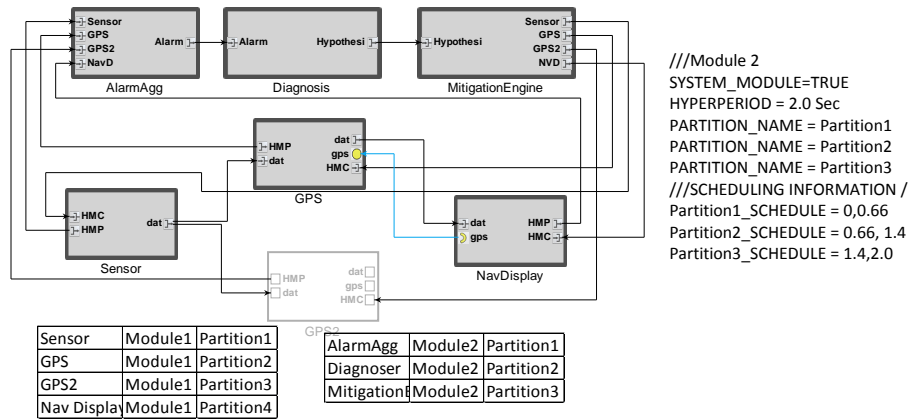 Sensor
GPS
GPS2
NavD
Alarm
AlarmAgg
Alarm
Hypothesi
Diagnosis
Hypothesi
Sensor
GPS
GPS2
NVD
MitigationEngine
HMP
dat
dat
gps
HMC
GPS
HMC
HMP
dat
Sensor
dat
gps
HMP
HMC
NavDisplay
HMP
dat
dat
gps
HMC
GPS2
///Module 2
SYSTEM_MODULE=TRUE
HYPERPERIOD = 2.0 Sec
PARTITION_NAME = Partition1
PARTITION_NAME = Partition2
PARTITION_NAME = Partition3
///SCHEDULING INFORMATION /
Partition1_SCHEDULE = 0,0.66
Partition2_SCHEDULE = 0.66, 1.4
Partition3_SCHEDULE = 1.4,2.0
Sensor Module1 Partition1
GPS Module1 Partition2
GPS2 Module1 Partition3
Nav Display Module1 Partition4
AlarmAgg Module2 Partition1
Diagnoser Module2 Partition2
MitigationE Module2 Partition3